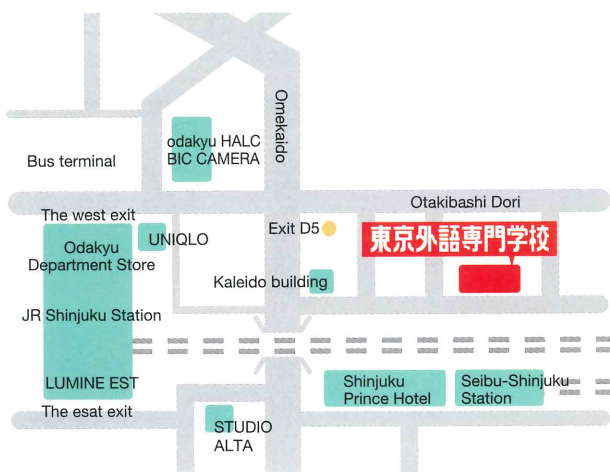 Omekaido
odakyu HALC
BIC CAMERA
Bus terminal
Otakibashi Dori
The west exit
UNIQLO
Exit D5
東京外語専門学校
Odakyu
Department Store
Kaleido building
JR Shinjuku Station
LUMINE EST
The esat exit
Shinjuku
Prince Hotel
Seibu-Shinjuku
Station
STUDIO
ALTA